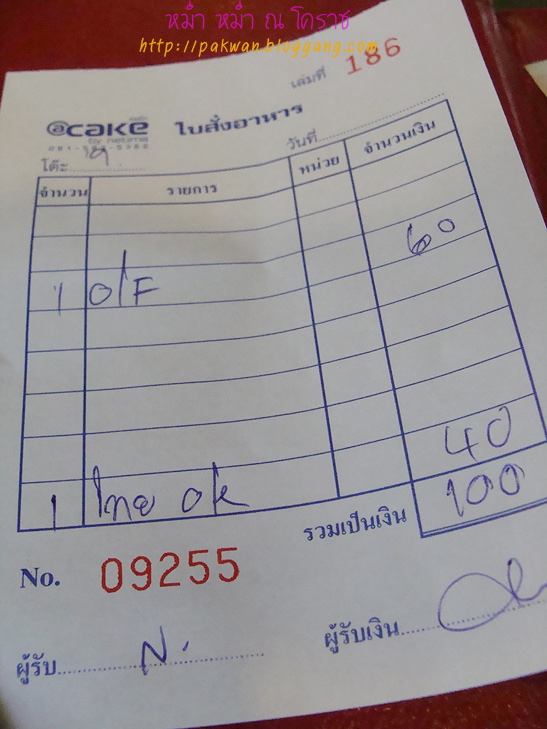 หม่ำ หม่ำ ณ โคราช
http://pakwan.bloggang.com
เล่มที่ 186
@cake
ใบสั่งอาหาร
by neturns
โต๊ะ 19
วันที่
จำนวน รายการ หน่วย จำนวนเงิน
1 o/F 60
1 ไทย ok 40
รวมเป็นเงิน 100
No. 09255
ผู้รับ N.
ผู้รับเงิน